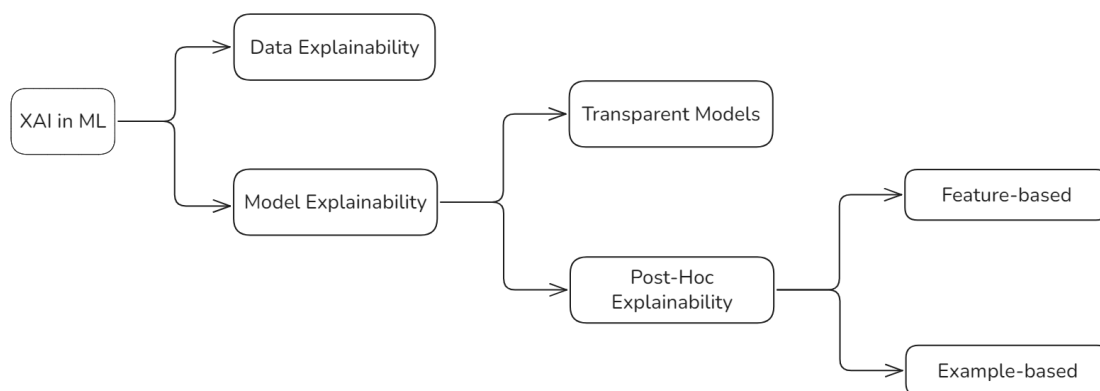 Data Explainability
XAI in ML
Transparent Models
Model Explainability
Feature-based
Post-Hoc
Explainability
Example-based